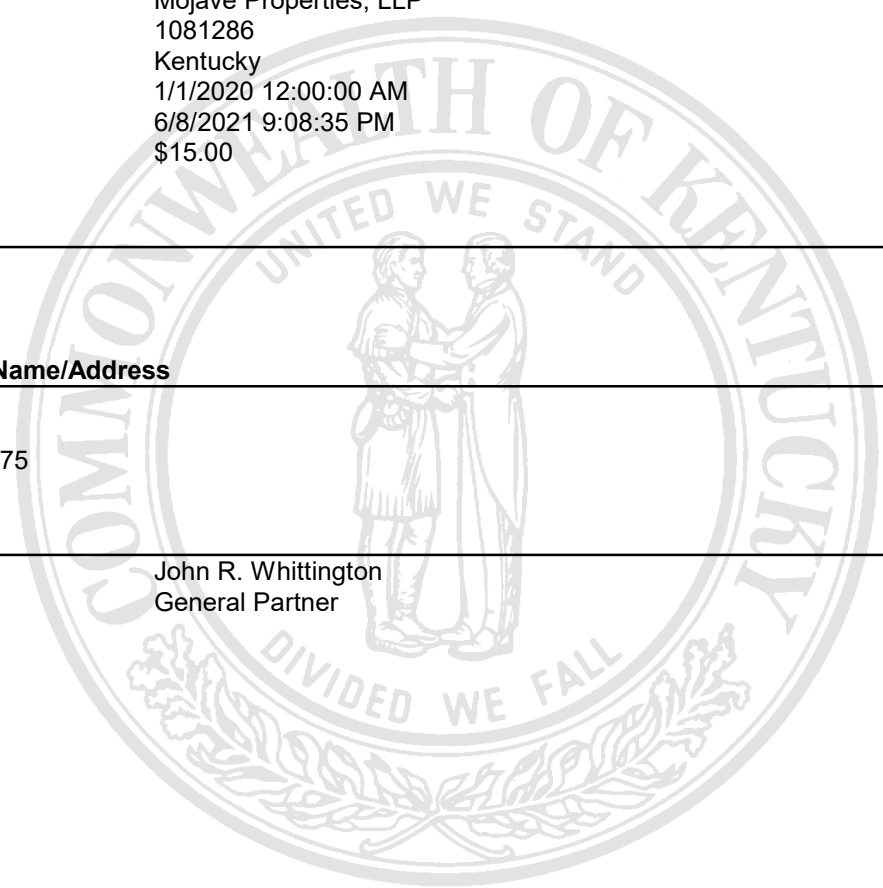 Mojave Properties, LLP
1081286
Kentucky
1/1/2020 12:00:00 AM
6/8/2021 9:08:35 PM
$15.00
COMMONWEALTH OF KENTUCKY
UNITED WE STAND
Name/Address
75
John R. Whittington
General Partner
DIVIDED WE FALL